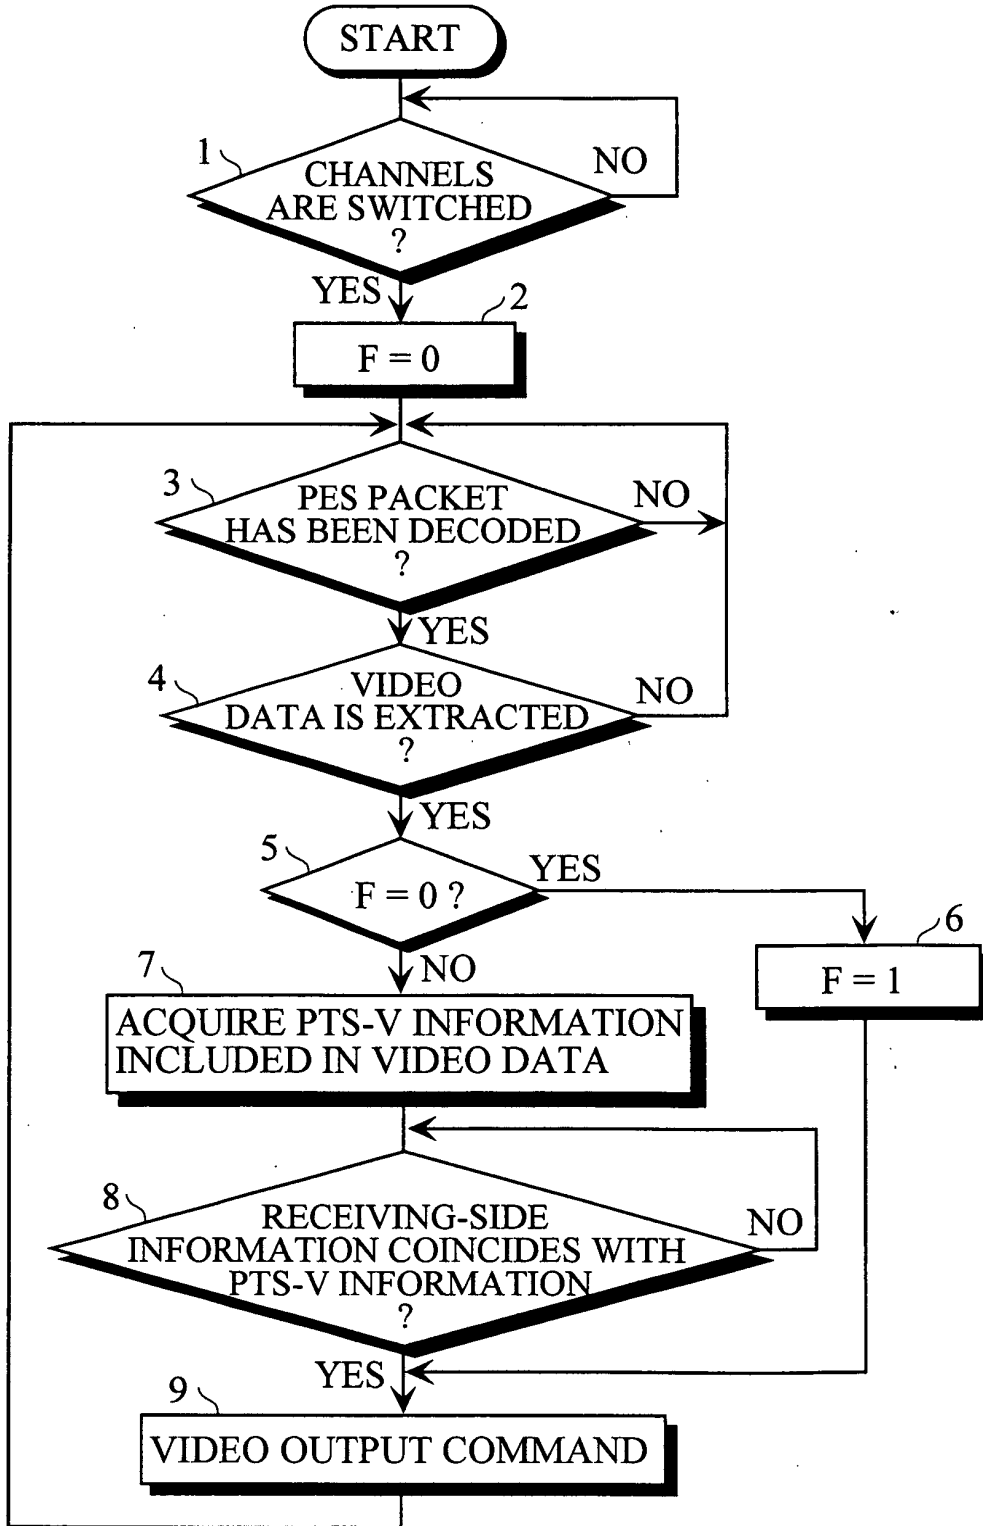 START
1
CHANNELS
ARE SWITCHED
?
NO
YES
2
F = 0
3
PES PACKET
HAS BEEN DECODED
?
NO
YES
4
VIDEO
DATA IS EXTRACTED
?
NO
YES
5
F = 0 ?
YES
6
F = 1
NO
7
ACQUIRE PTS-V INFORMATION
INCLUDED IN VIDEO DATA
8
RECEIVING-SIDE
INFORMATION COINCIDES WITH
PTS-V INFORMATION
?
NO
YES
9
VIDEO OUTPUT COMMAND